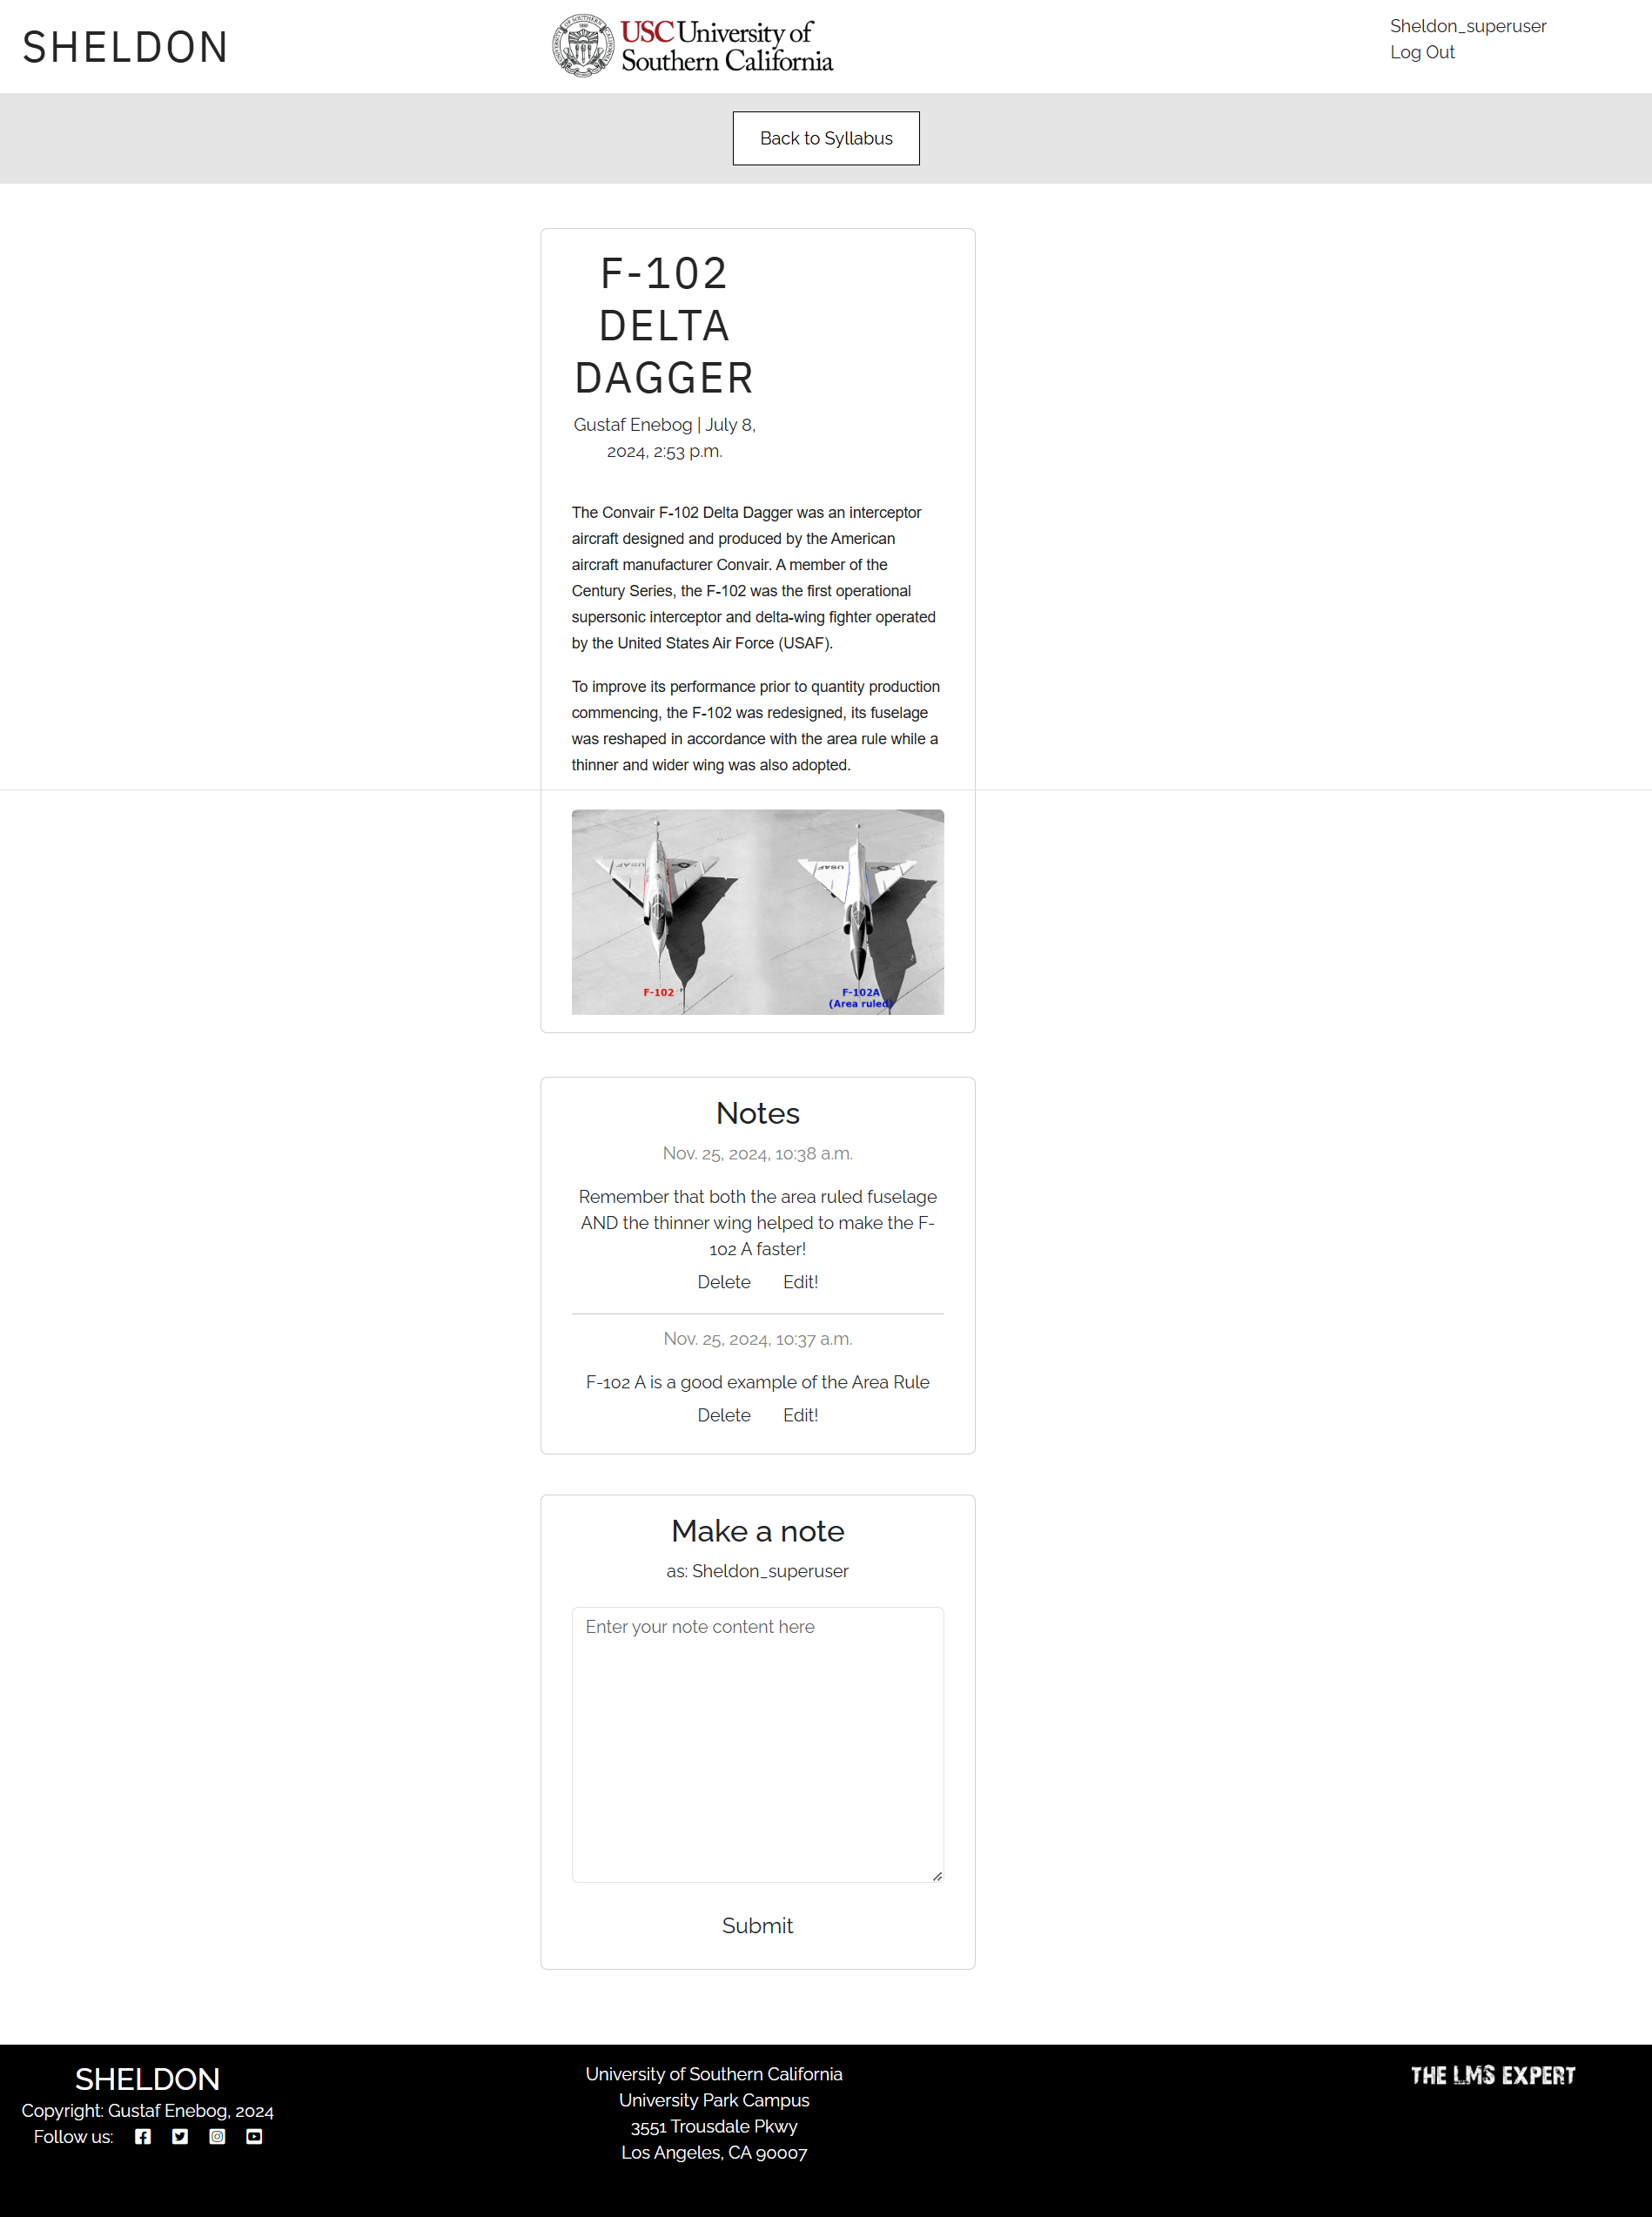 SHELDON
USC University of
Southern California
Sheldon_superuser
Log Out
Back to Syllabus
F-102
DELTA
DAGGER
Gustaf Enebog | July 8,
2024, 2:53 p.m.
The Convair F-102 Delta Dagger was an interceptor
aircraft designed and produced by the American
aircraft manufacturer Convair. A member of the
Century Series, the F-102 was the first operational
supersonic interceptor and delta-wing fighter operated
by the United States Air Force (USAF).
To improve its performance prior to quantity production
commencing, the F-102 was redesigned, its fuselage
was reshaped in accordance with the area rule while a
thinner and wider wing was also adopted.
USAF
USAF
F-102
F-102A
(Area ruled)
Notes
Nov. 25, 2024, 10:38 a.m.
Remember that both the area ruled fuselage
AND the thinner wing helped to make the F-
102 A faster!
Delete Edit!
Nov. 25, 2024, 10:37 a.m.
F-102 A is a good example of the Area Rule
Delete Edit!
Make a note
as: Sheldon_superuser
Enter your note content here
Submit
SHELDON
Copyright: Gustaf Enebog, 2024
Follow us:
University of Southern California
University Park Campus
3551 Trousdale Pkwy
Los Angeles, CA 90007
THE LMS EXPERT